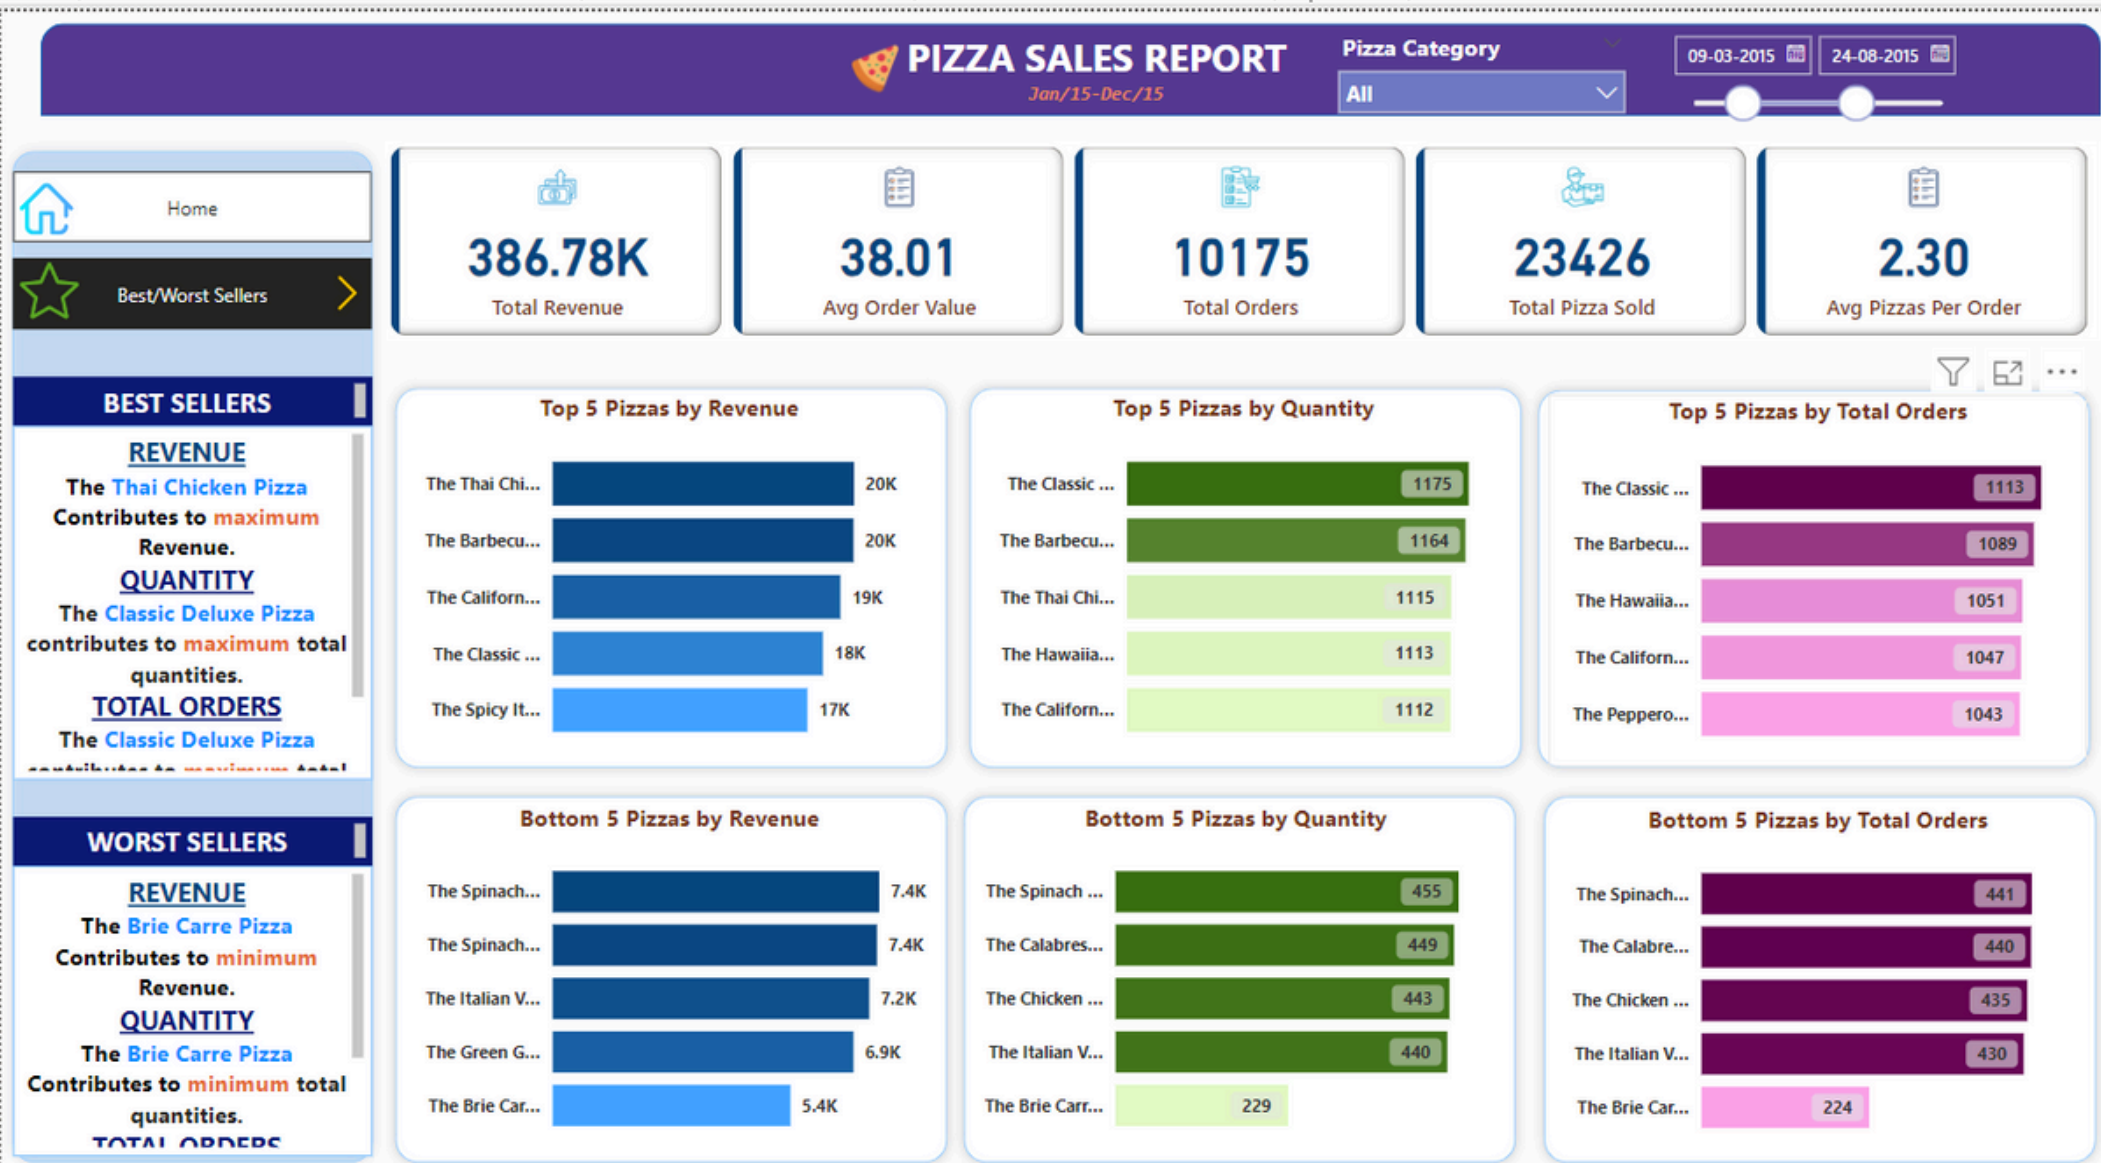 PIZZA SALES REPORT
Jan/15-Dec/15
Pizza Category
All
09-03-2015
24-08-2015
Home
Best/Worst Sellers
386.78K
Total Revenue
38.01
Avg Order Value
10175
Total Orders
23426
Total Pizza Sold
2.30
Avg Pizzas Per Order
BEST SELLERS
REVENUE
The Thai Chicken Pizza
Contributes to maximum
Revenue.
QUANTITY
The Classic Deluxe Pizza
contributes to maximum total
quantities.
TOTAL ORDERS
The Classic Deluxe Pizza
contributes to maximum total
WORST SELLERS
REVENUE
The Brie Carre Pizza
Contributes to minimum
Revenue.
QUANTITY
The Brie Carre Pizza
Contributes to minimum total
quantities.
TOTAL ORDERS
Top 5 Pizzas by Revenue
The Thai Chi... 20K
The Barbecu... 20K
The Californ... 19K
The Classic ... 18K
The Spicy It... 17K
Top 5 Pizzas by Quantity
The Classic ... 1175
The Barbecu... 1164
The Thai Chi... 1115
The Hawaiia... 1113
The Californ... 1112
Top 5 Pizzas by Total Orders
The Classic ... 1113
The Barbecu... 1089
The Hawaiia... 1051
The Californ... 1047
The Peppero... 1043
Bottom 5 Pizzas by Revenue
The Spinach... 7.4K
The Spinach... 7.4K
The Italian V... 7.2K
The Green G... 6.9K
The Brie Car... 5.4K
Bottom 5 Pizzas by Quantity
The Spinach ... 455
The Calabres... 449
The Chicken ... 443
The Italian V... 440
The Brie Carr... 229
Bottom 5 Pizzas by Total Orders
The Spinach... 441
The Calabre... 440
The Chicken ... 435
The Italian V... 430
The Brie Car... 224